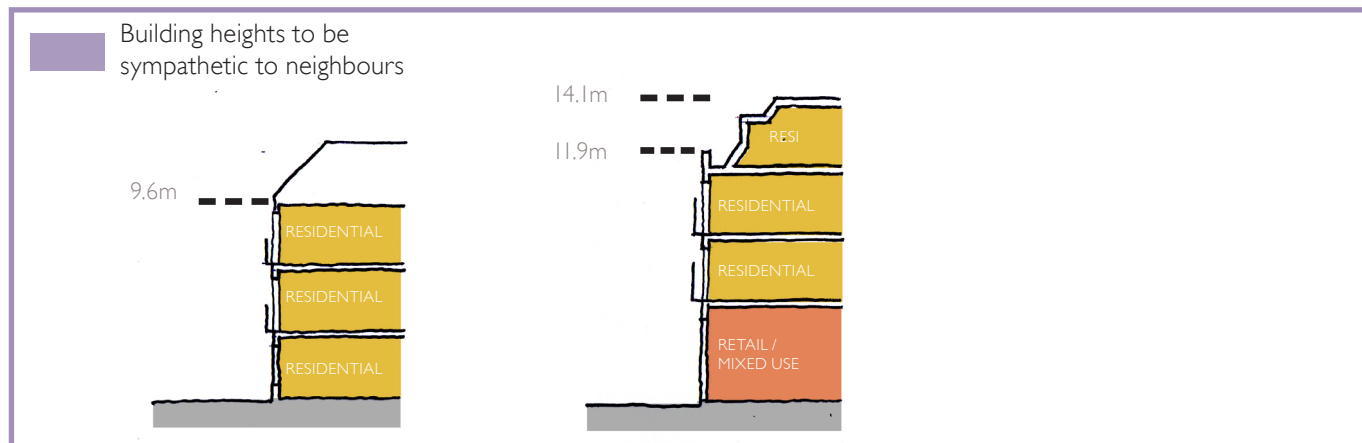 Building heights to be
sympathetic to neighbours
9.6m
RESIDENTIAL
RESIDENTIAL
RESIDENTIAL
14.1m
11.9m
RESI
RESIDENTIAL
RESIDENTIAL
RETAIL /
MIXED USE